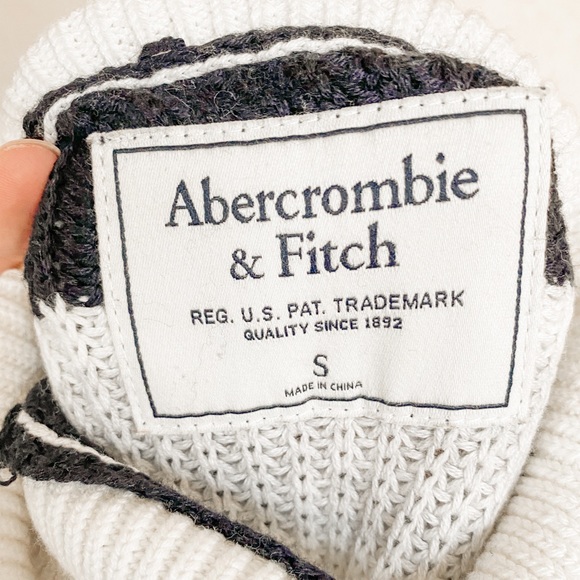 Abercrombie
& Fitch
REG. U.S. PAT. TRADEMARK
QUALITY SINCE 1892
S
MADE IN CHINA